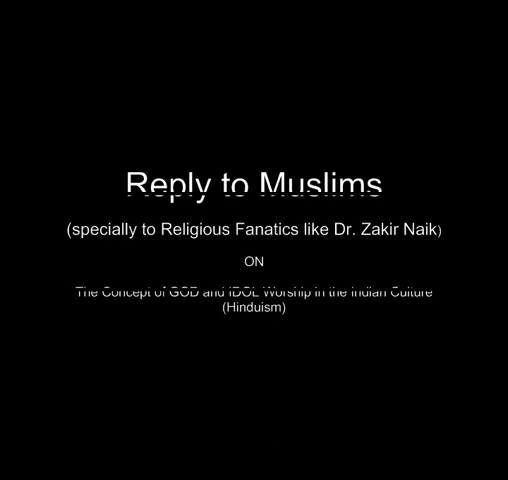 Reply to Muslims
(specially to Religious Fanatics like Dr. Zakir Naik)
ON
The Concept of GOD and IDOL Worship in the Indian Culture
(Hinduism)